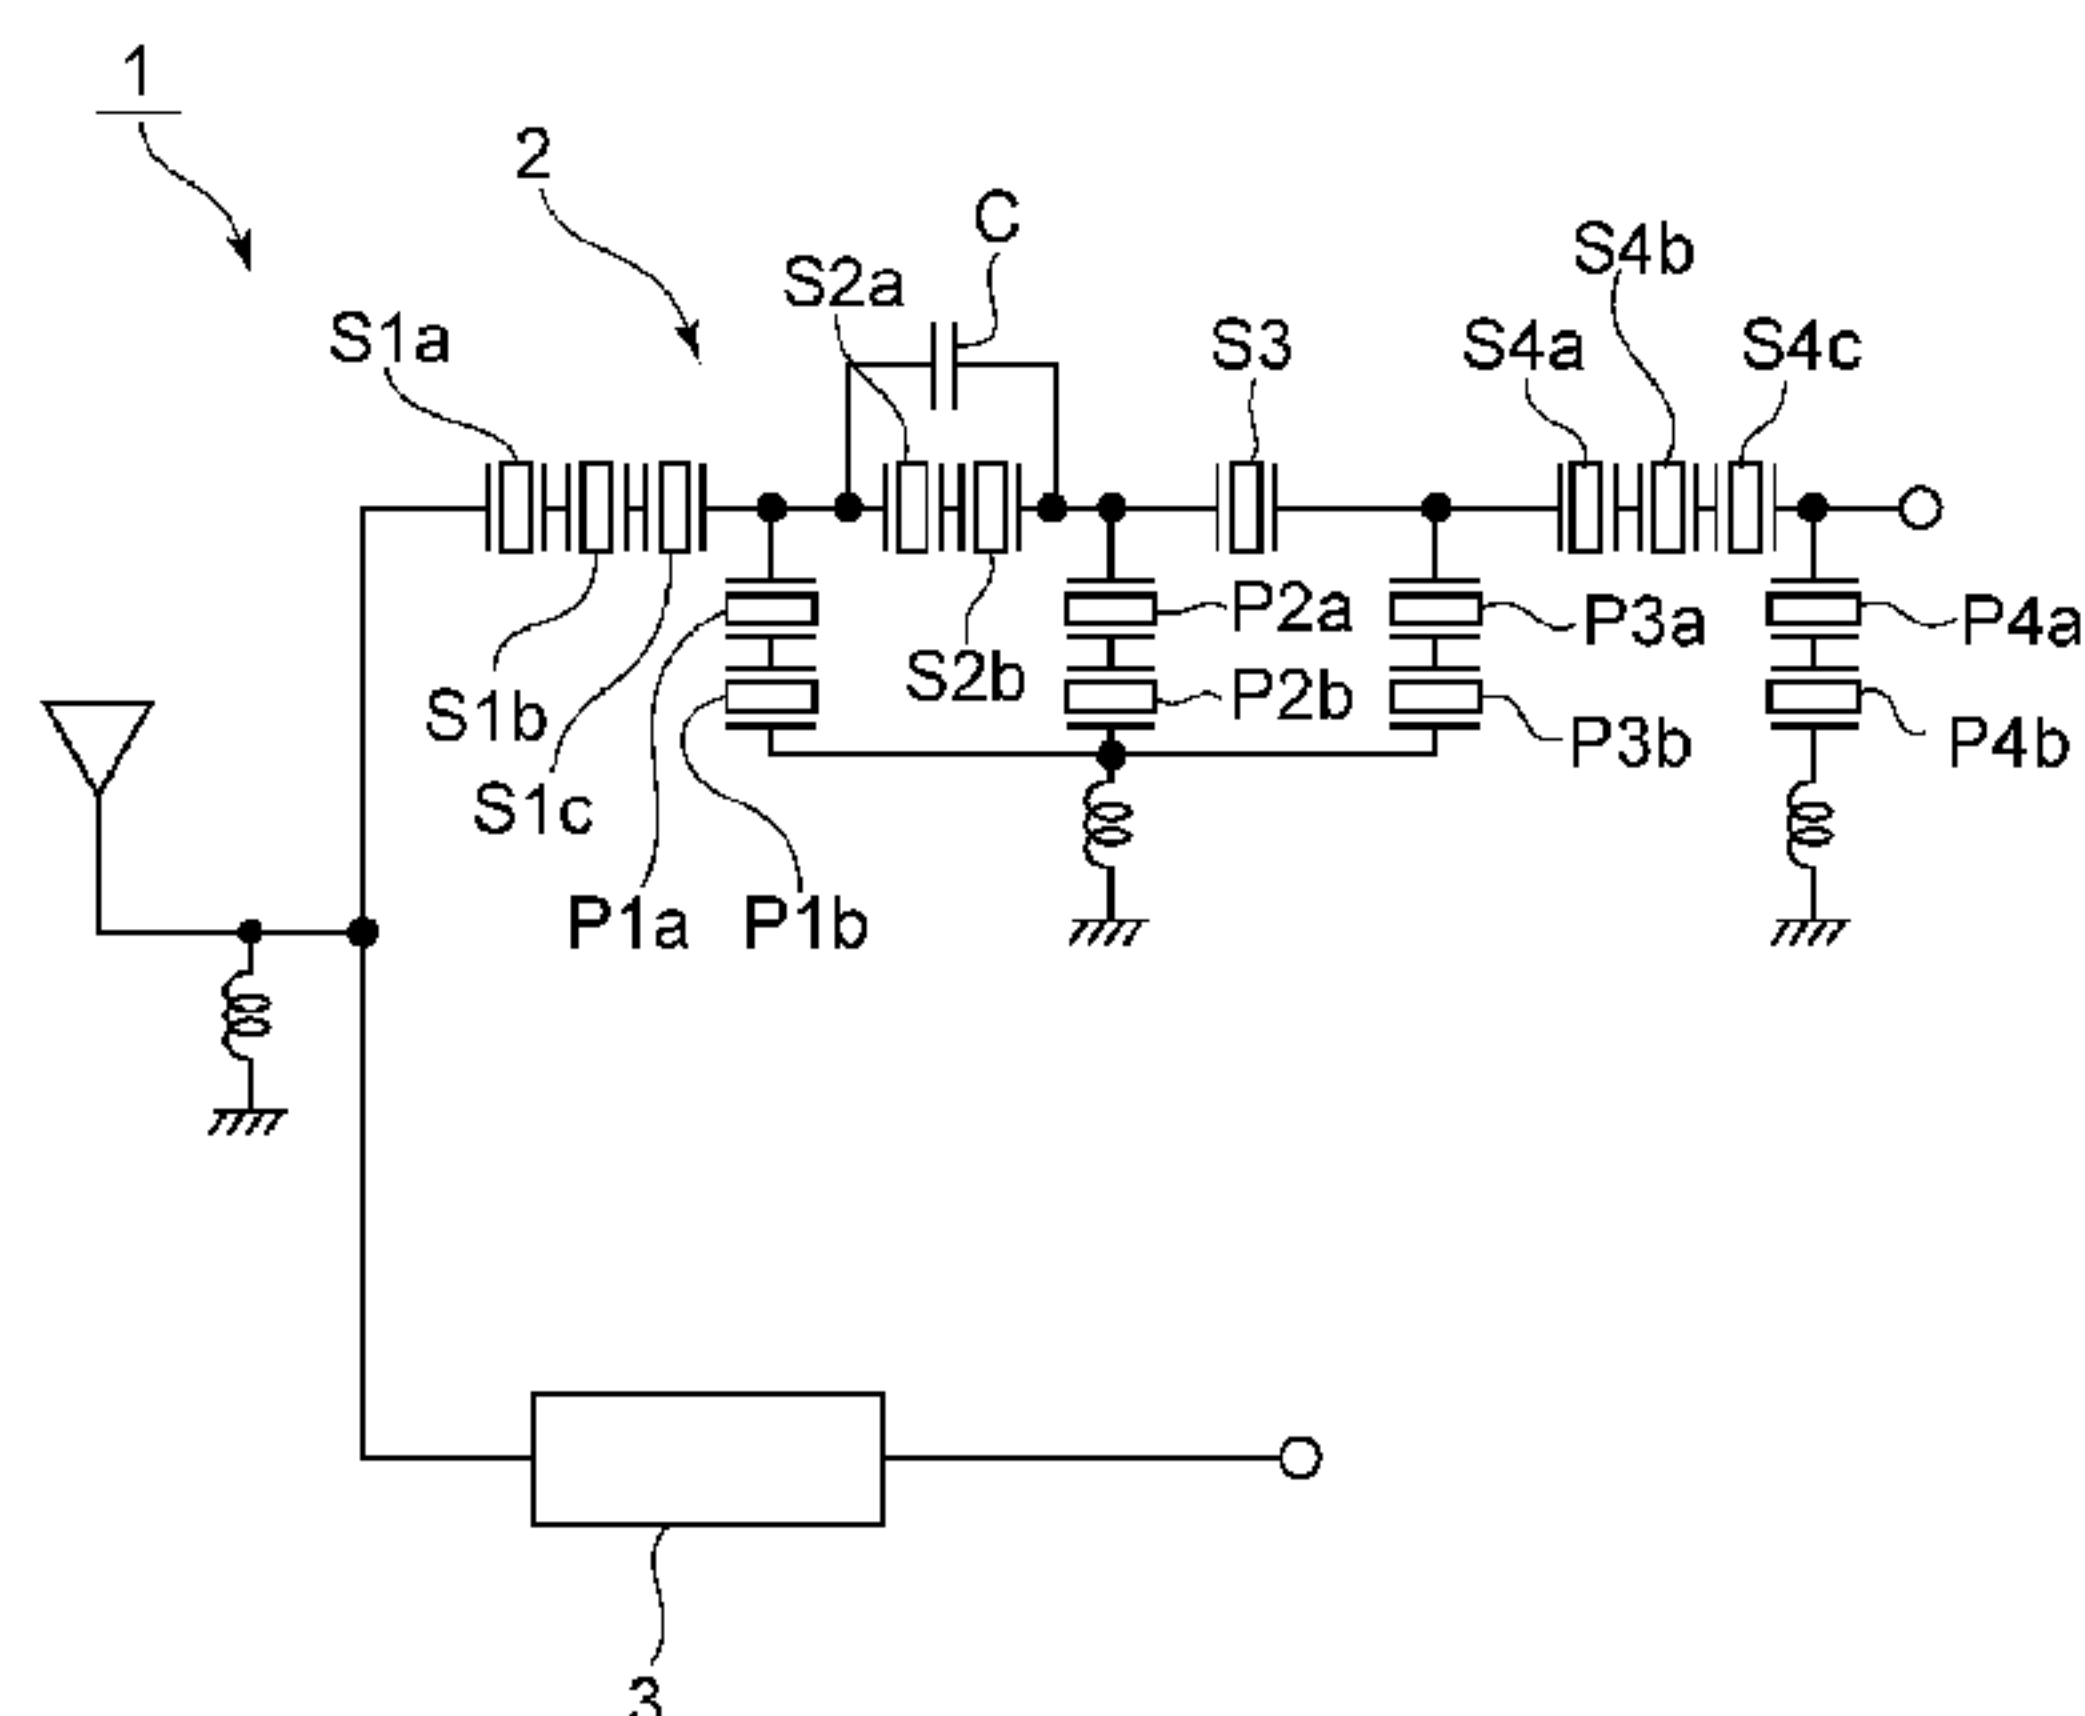 1
2
C
S2a
S4b
S1a
S3
S4a
S4c
P2a
P3a
P4a
S2b
P2b
S1b
P3b
P4b
S1c
P1a
P1b
3